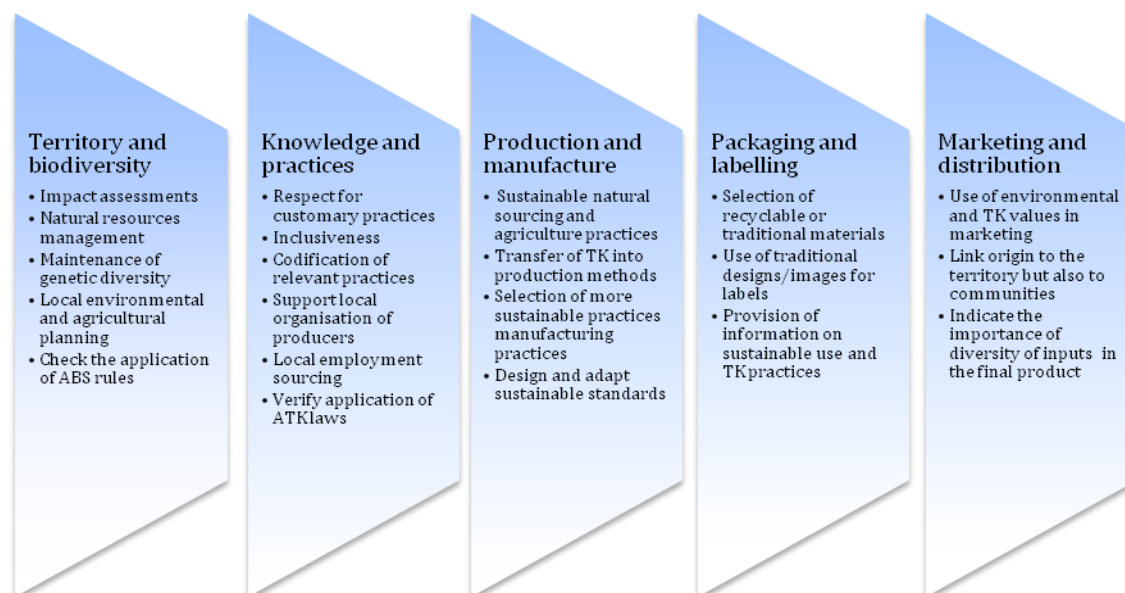 Territory and
biodiversity
• Impact assessments
• Natural resources
management
• Maintenance of
genetic diversity
• Local environmental
and agricultural
planning
• Check the application
of ABS rules
Knowledge and
practices
• Respect for
customary practices
• Inclusiveness
• Codification of
relevant practices
• Support local
organisation of
producers
• Local employment
sourcing
• Verify application of
ATK laws
Production and
manufacture
• Sustainable natural
sourcing and
agriculture practices
• Transfer of TK into
production methods
• Selection of more
sustainable practices
manufacturing
practices
• Design and adapt
sustainable standards
Packaging and
labelling
• Selection of
recyclable or
traditional materials
• Use of traditional
designs/images for
labels
• Provision of
information on
sustainable use and
TK practices
Marketing and
distribution
• Use of environmental
and TK values in
marketing
• Link origin to the
territory but also to
communities
• Indicate the
importance of
diversity of inputs in
the final product